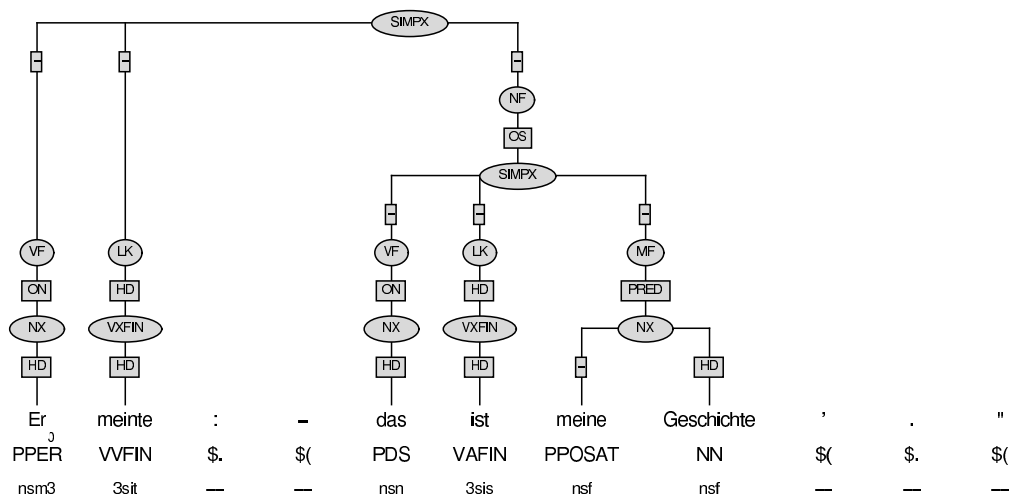 SIMPX
- - -
NF
OS
SIMPX
- - -
VF LK VF LK MF
ON HD ON HD PRED
NX VXFIN NX VXFIN NX
HD HD HD HD - HD
Er meinte : – das ist meine Geschichte ' . "
0
PPER VVFIN $. $( PDS VAFIN PPOSAT NN $( $. $(
nsm3 3sit –– –– nsn 3sis nsf nsf –– –– ––